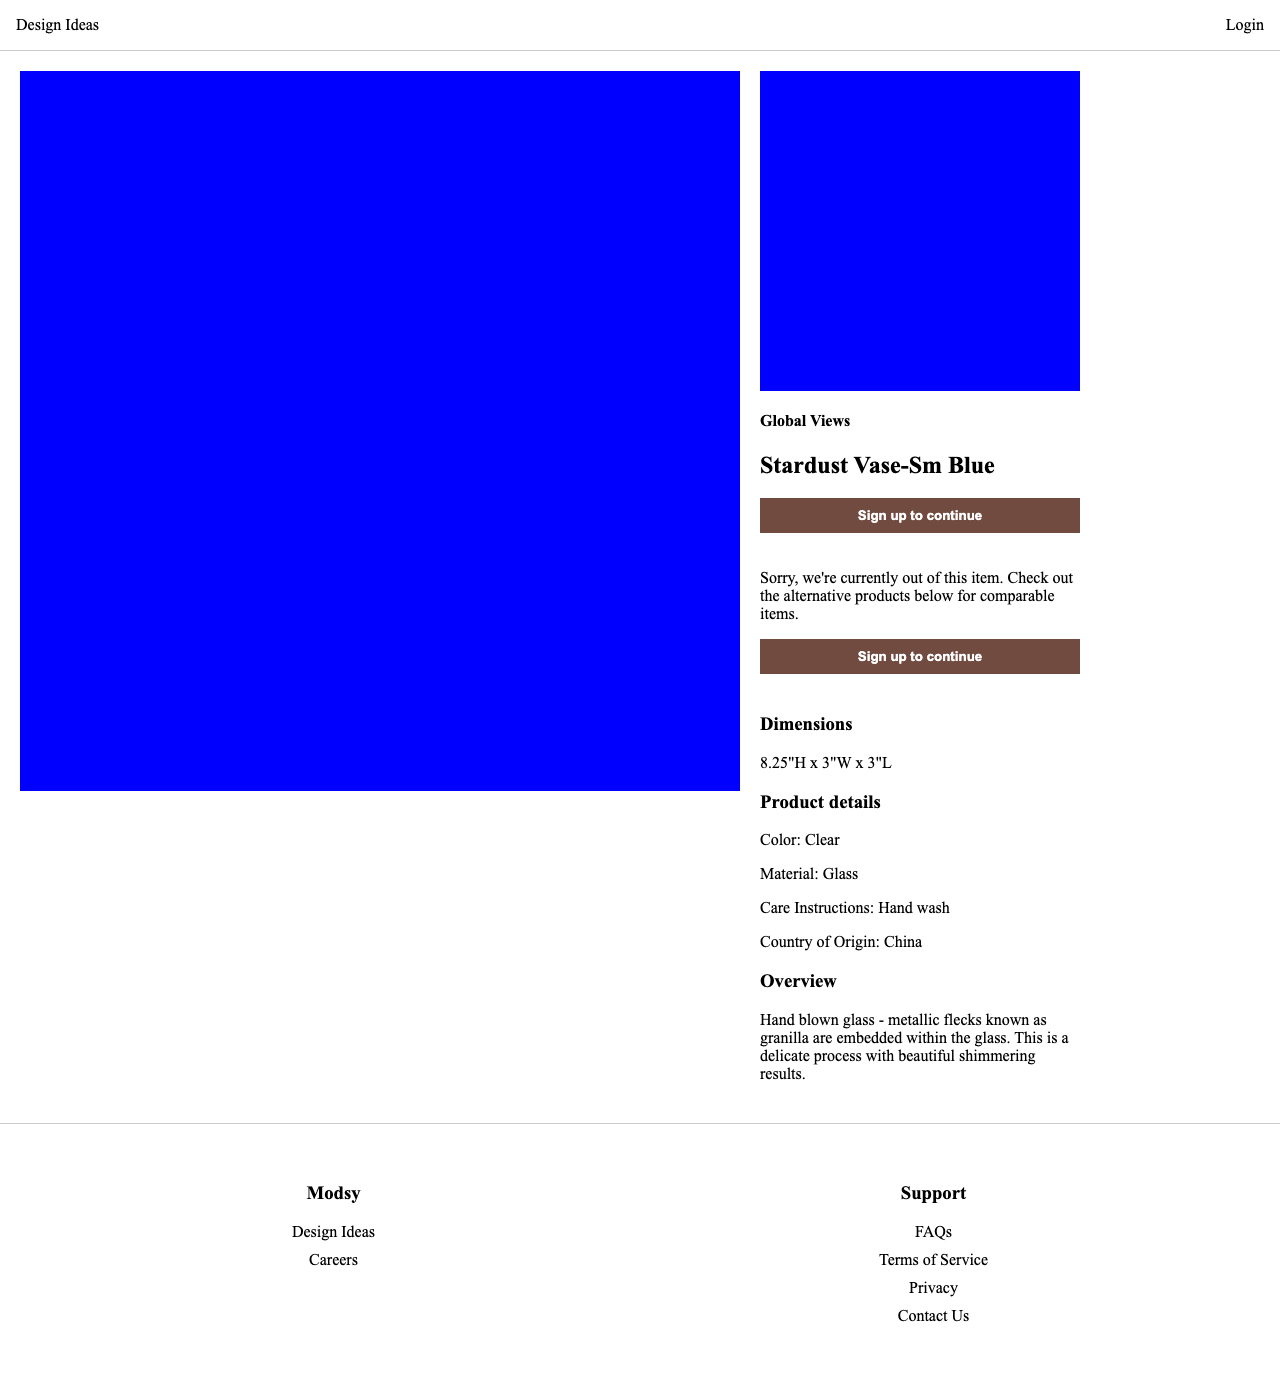 Design Ideas
Login
Global Views
Stardust Vase-Sm Blue
Sign up to continue
Sorry, we're currently out of this item. Check out
the alternative products below for comparable
items.
Sign up to continue
Dimensions
8.25"H x 3"W x 3"L
Product details
Color: Clear
Material: Glass
Care Instructions: Hand wash
Country of Origin: China
Overview
Hand blown glass - metallic flecks known as
granilla are embedded within the glass. This is a
delicate process with beautiful shimmering
results.
Modsy
Design Ideas
Careers
Support
FAQs
Terms of Service
Privacy
Contact Us